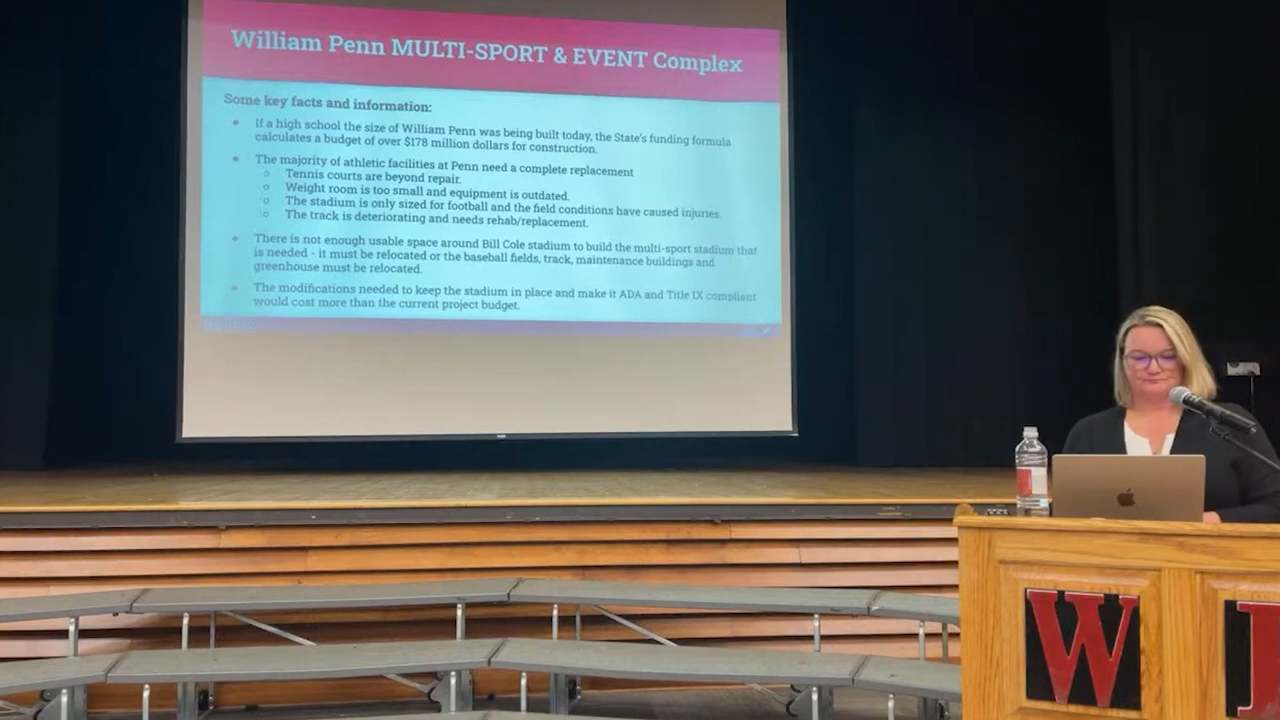 William Penn MULTI-SPORT & EVENT Complex
Some key facts and information:
If a high school the size of William Penn was being built today, the State's funding formula
calculates a budget of over $178 million dollars for construction.
The majority of athletic facilities at Penn need a complete replacement
Tennis courts are beyond repair.
Weight room is too small and equipment is outdated.
The stadium is only sized for football and the field conditions have caused injuries.
The track is deteriorating and needs rehab/replacement.
There is not enough usable space around Bill Cole stadium to build the multi-sport stadium that
is needed - it must be relocated or the baseball fields, track, maintenance buildings and
greenhouse must be relocated.
The modifications needed to keep the stadium in place and make it ADA and Title IX compliant
would cost more than the current project budget.
W